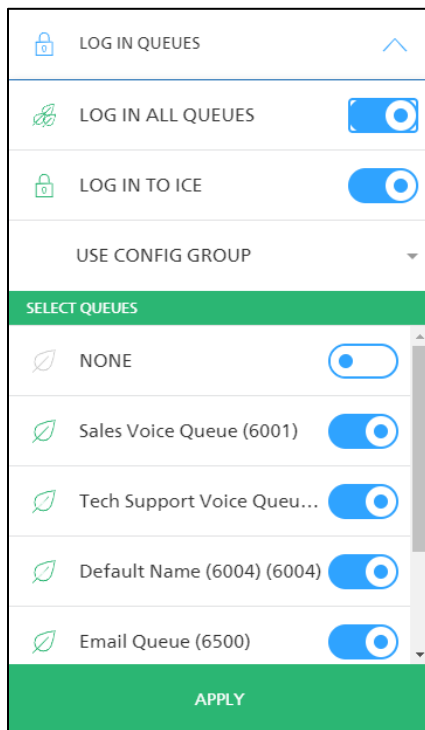 LOG IN QUEUES
LOG IN ALL QUEUES
LOG IN TO ICE
USE CONFIG GROUP
SELECT QUEUES
NONE
Sales Voice Queue (6001)
Tech Support Voice Queu...
Default Name (6004) (6004)
Email Queue (6500)
APPLY